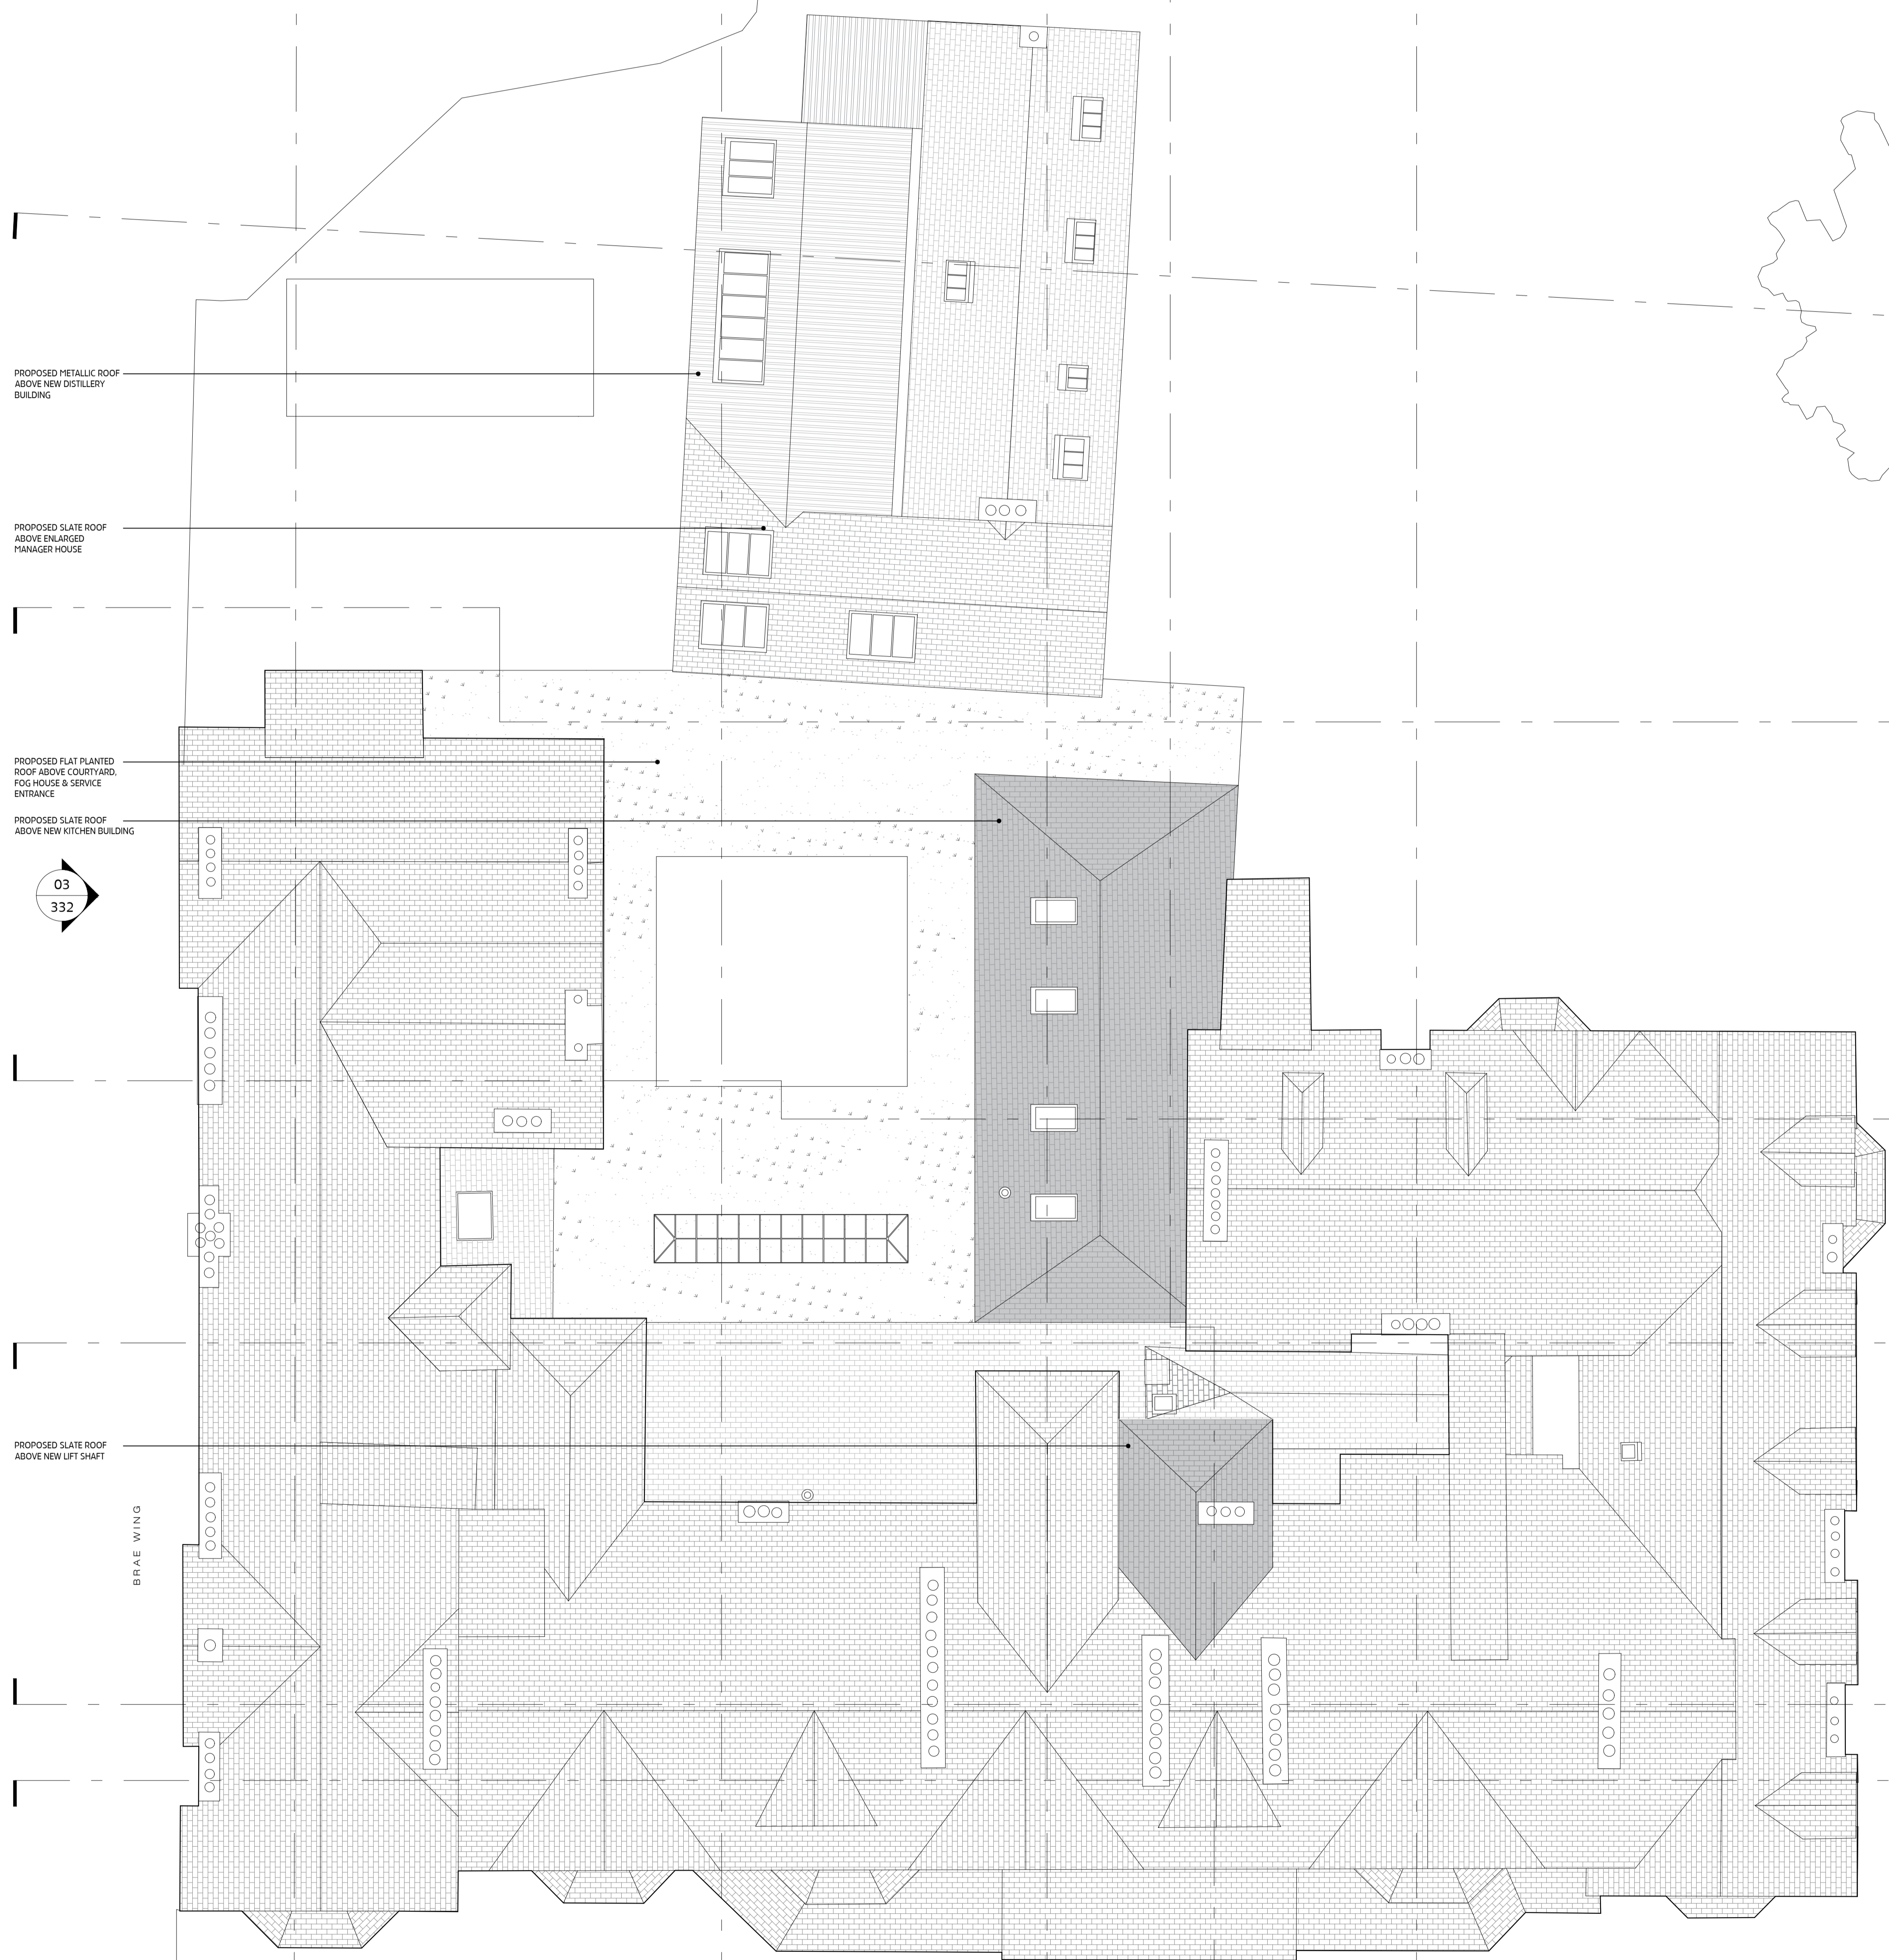 PROPOSED METALLIC ROOF
ABOVE NEW DISTILLERY
BUILDING
PROPOSED SLATE ROOF
ABOVE ENLARGED
MANAGER HOUSE
PROPOSED FLAT PLANTED
ROOF ABOVE COURTYARD,
FOG HOUSE & SERVICE
ENTRANCE
PROPOSED SLATE ROOF
ABOVE NEW KITCHEN BUILDING
03
332
PROPOSED SLATE ROOF
ABOVE NEW LIFT SHAFT
BRAE WING